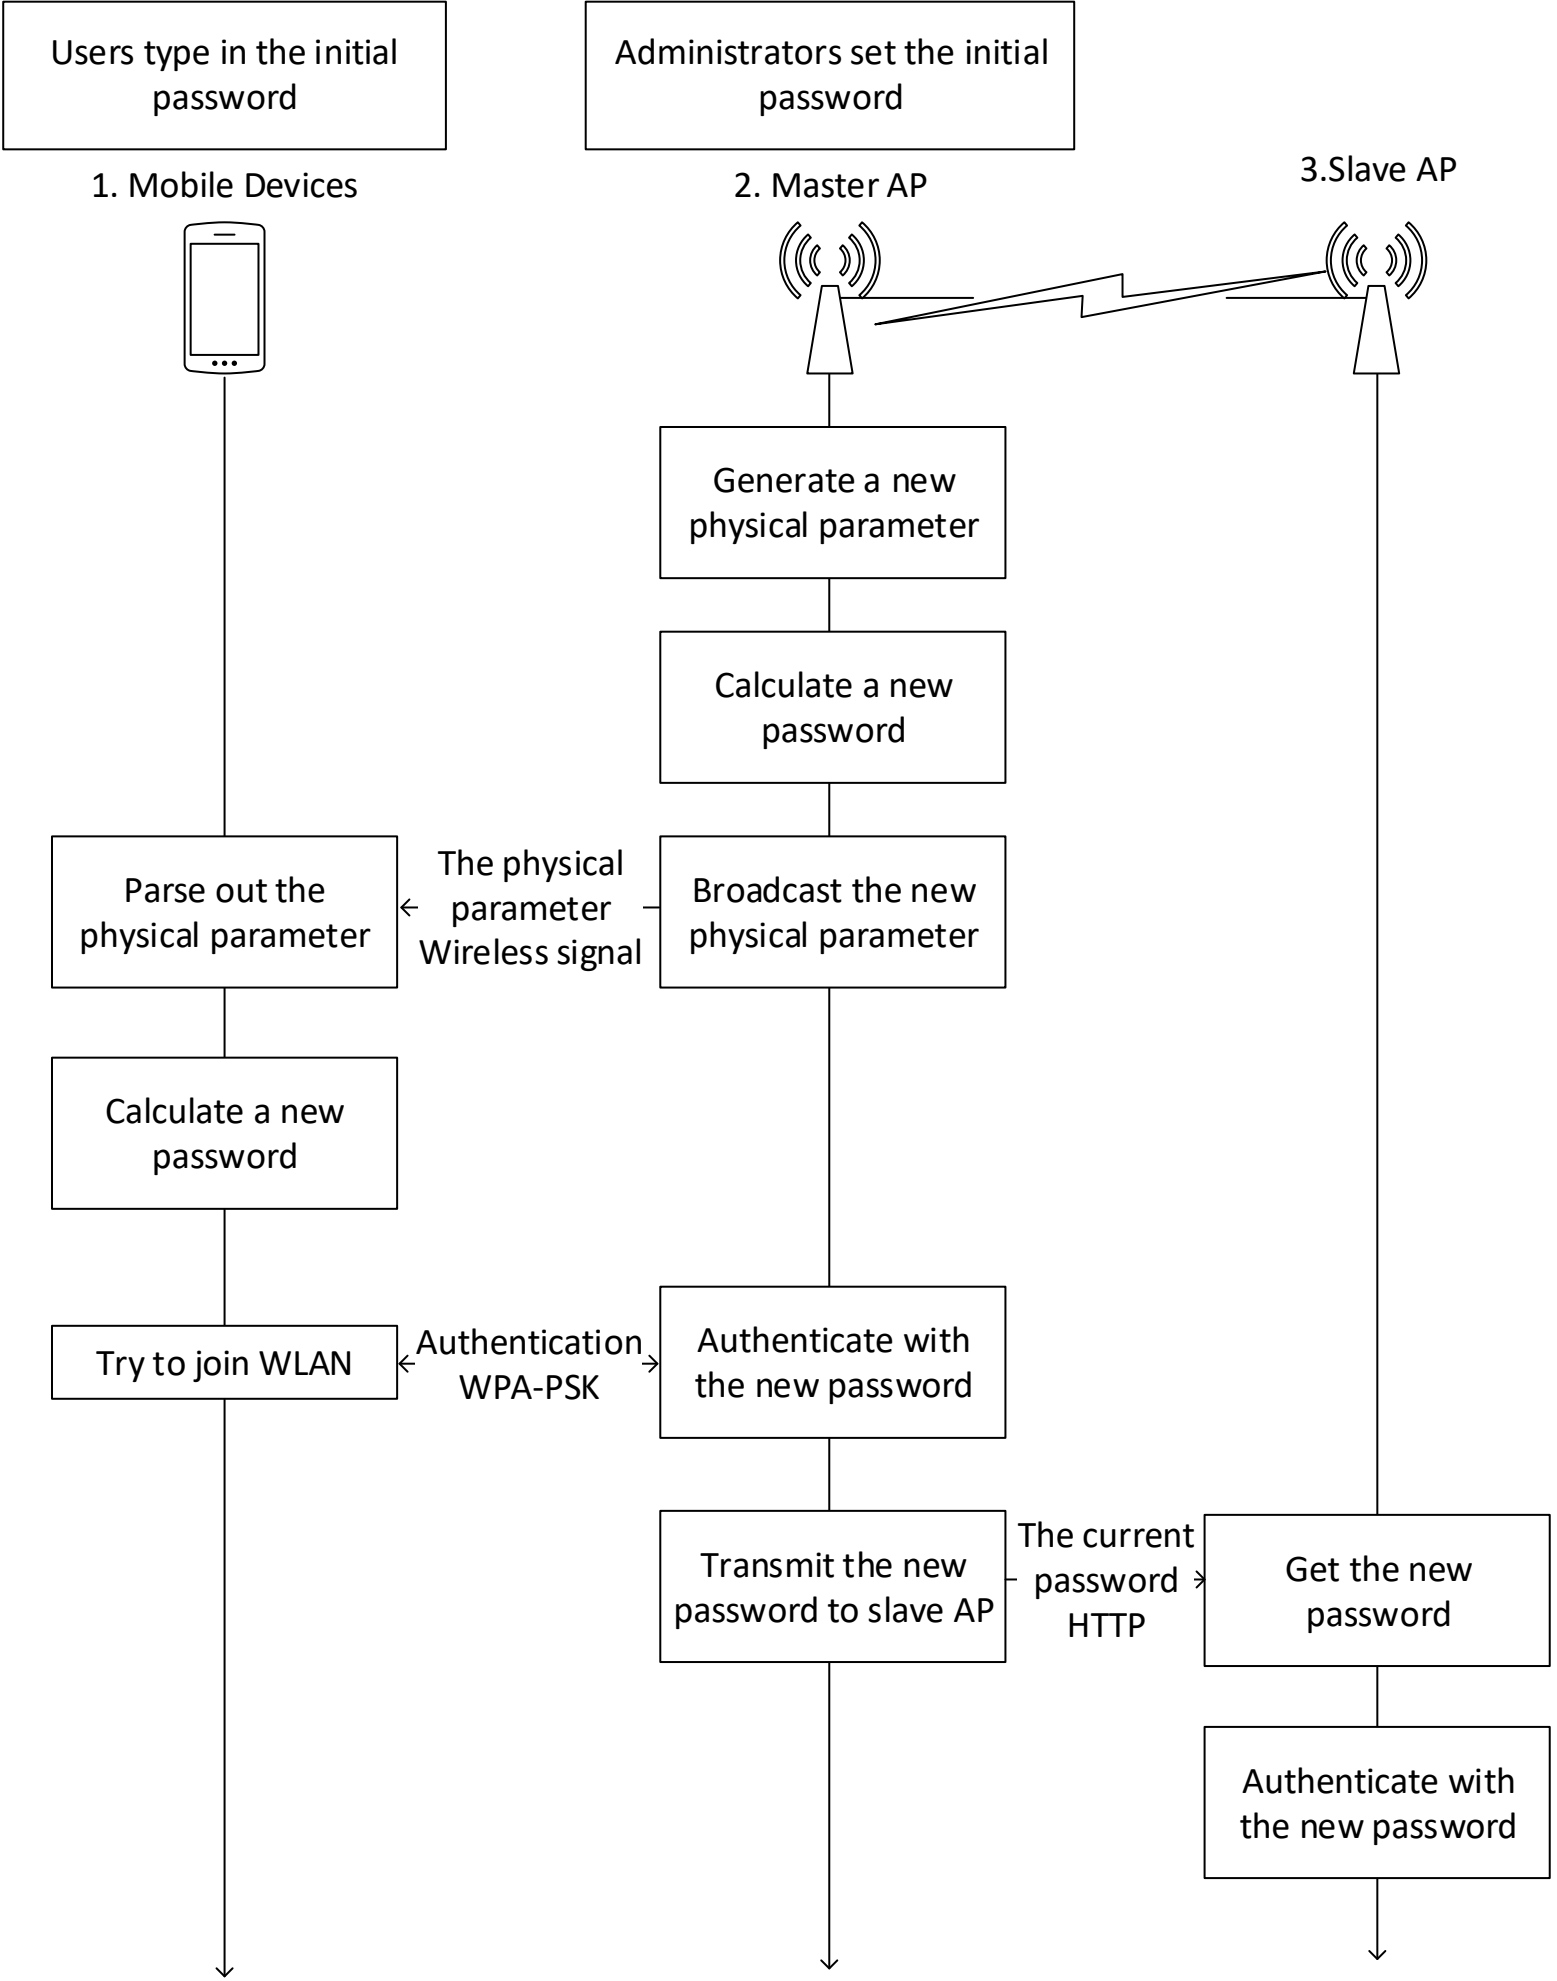 Users type in the initial
password
Administrators set the initial
password
1. Mobile Devices
2. Master AP
3.Slave AP
Generate a new
physical parameter
Calculate a new
password
Parse out the
physical parameter
The physical
parameter
Wireless signal
Broadcast the new
physical parameter
Calculate a new
password
Try to join WLAN
Authentication
WPA-PSK
Authenticate with
the new password
Transmit the new
password to slave AP
The current
password
HTTP
Get the new
password
Authenticate with
the new password